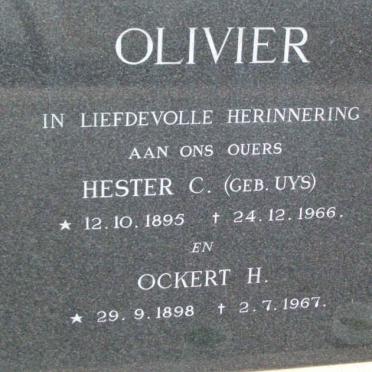 OLIVIER
IN LIEFDEVOLLE HERINNERING
AAN ONS OUERS
HESTER C. (GEB. UYS)
★ 12.10.1895 † 24.12.1966.
EN
OCKERT H.
★ 29.9.1898 † 2.7.1967.